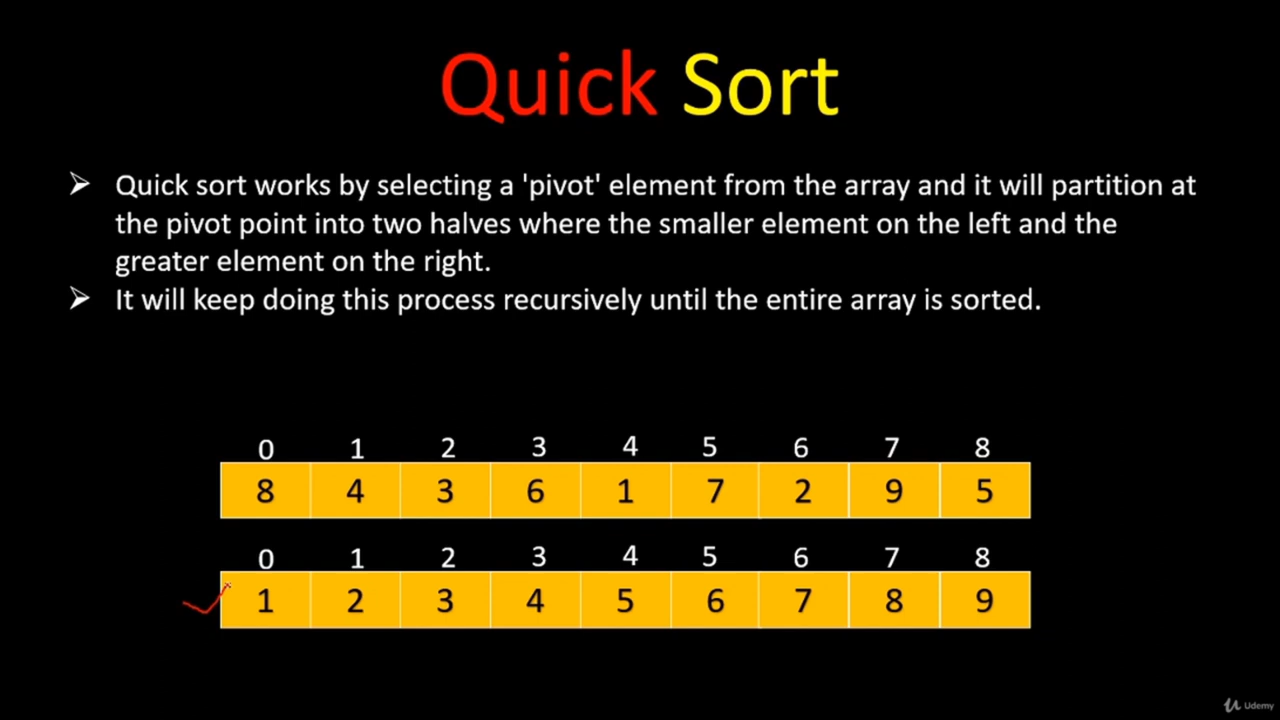 Quick Sort
➢ Quick sort works by selecting a 'pivot' element from the array and it will partition at
the pivot point into two halves where the smaller element on the left and the
greater element on the right.
➢ It will keep doing this process recursively until the entire array is sorted.
0 1 2 3 4 5 6 7 8
8 4 3 6 1 7 2 9 5
0 1 2 3 4 5 6 7 8
1 2 3 4 5 6 7 8 9
Udemy